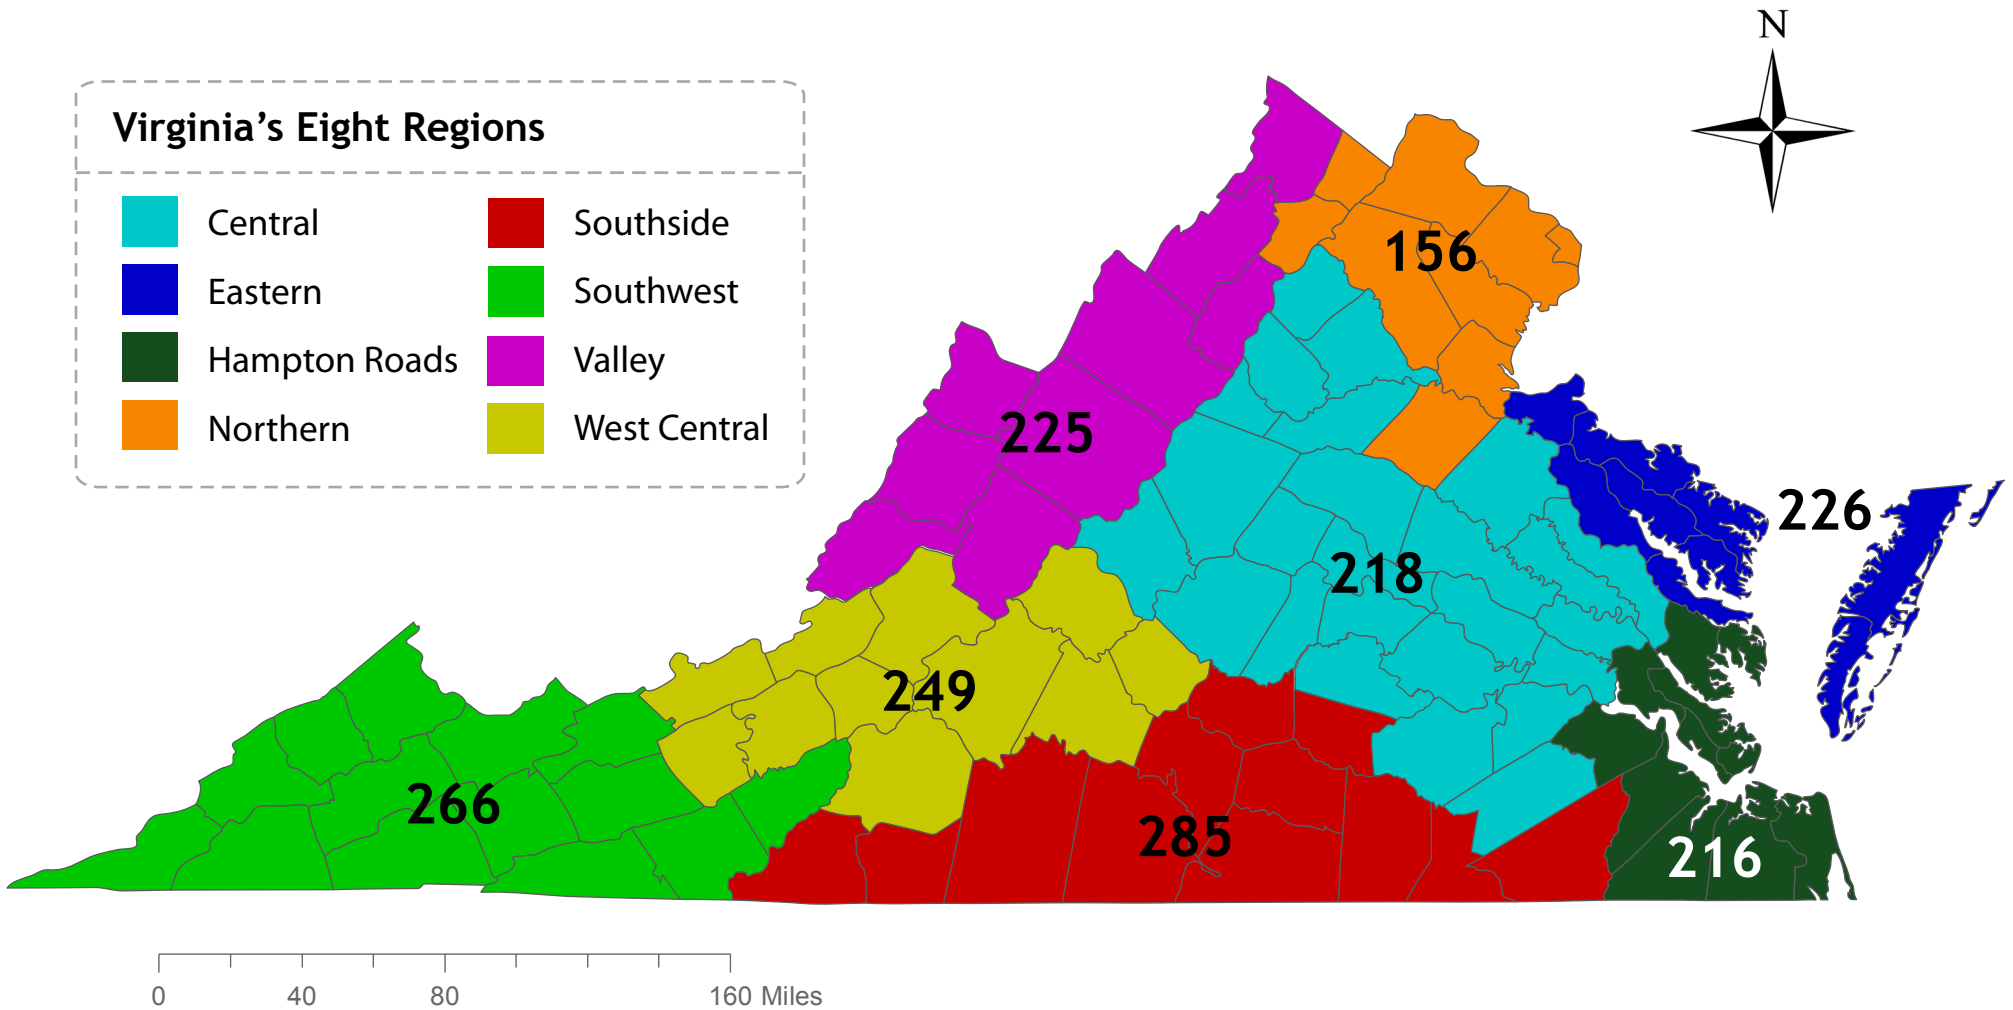 N
Virginia’s Eight Regions
Central
Southside
Eastern
Southwest
Hampton Roads
Valley
Northern
West Central
156
225
226
218
249
266
285
216
0 40 80 160 Miles